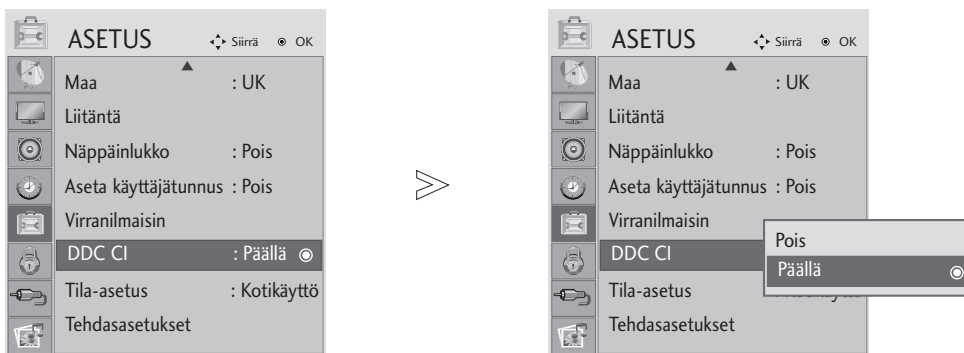 ASETUS Siirrä OK
Maa : UK
Liitäntä
Näppäinlukko : Pois
Aseta käyttäjätunnus : Pois
Virranilmaisin
DDC CI : Päällä
Tila-asetus : Kotikäyttö
Tehdasasetukset
>
ASETUS Siirrä OK
Maa : UK
Liitäntä
Näppäinlukko : Pois
Aseta käyttäjätunnus : Pois
Virranilmaisin
DDC CI
Pois
Päällä
Tila-asetus
Tehdasasetukset